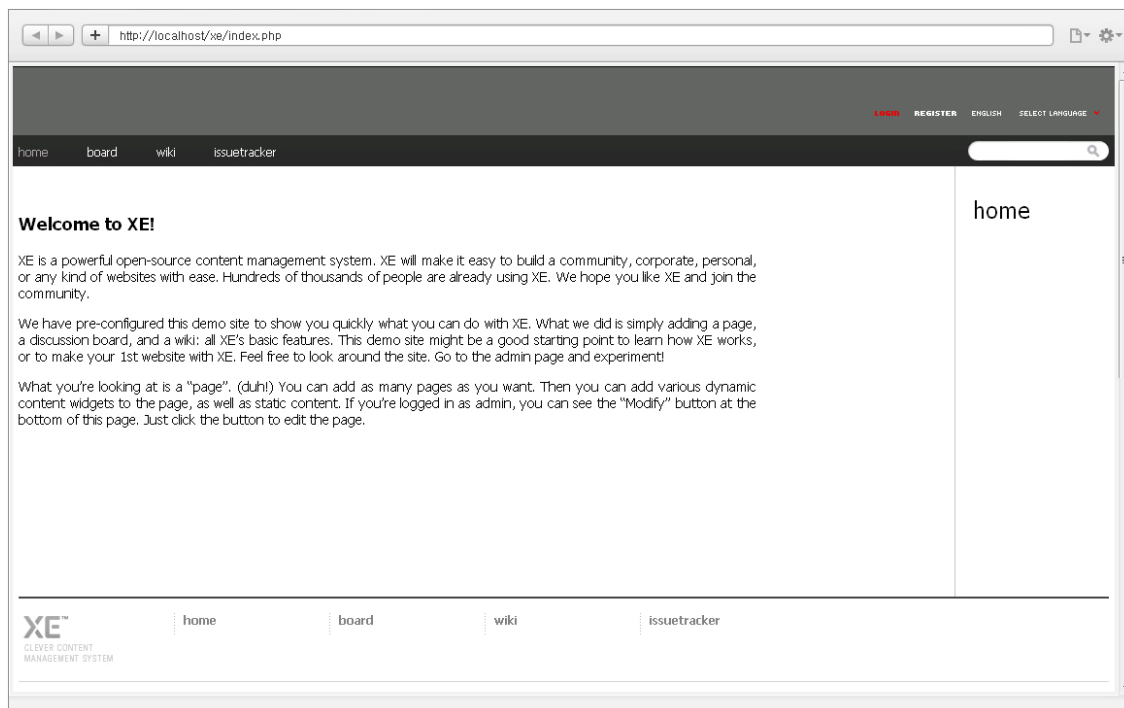 http://localhost/xe/index.php
LOGIN REGISTER ENGLISH SELECT LANGUAGE
home board wiki issuetracker
home
Welcome to XE!
XE is a powerful open-source content management system. XE will make it easy to build a community, corporate, personal,
or any kind of websites with ease. Hundreds of thousands of people are already using XE. We hope you like XE and join the
community.
We have pre-configured this demo site to show you quickly what you can do with XE. What we did is simply adding a page,
a discussion board, and a wiki: all XE's basic features. This demo site might be a good starting point to learn how XE works,
or to make your 1st website with XE. Feel free to look around the site. Go to the admin page and experiment!
What you're looking at is a "page". (duh!) You can add as many pages as you want. Then you can add various dynamic
content widgets to the page, as well as static content. If you're logged in as admin, you can see the "Modify" button at the
bottom of this page. Just click the button to edit the page.
XE™ home board wiki issuetracker
CLEVER CONTENT
MANAGEMENT SYSTEM